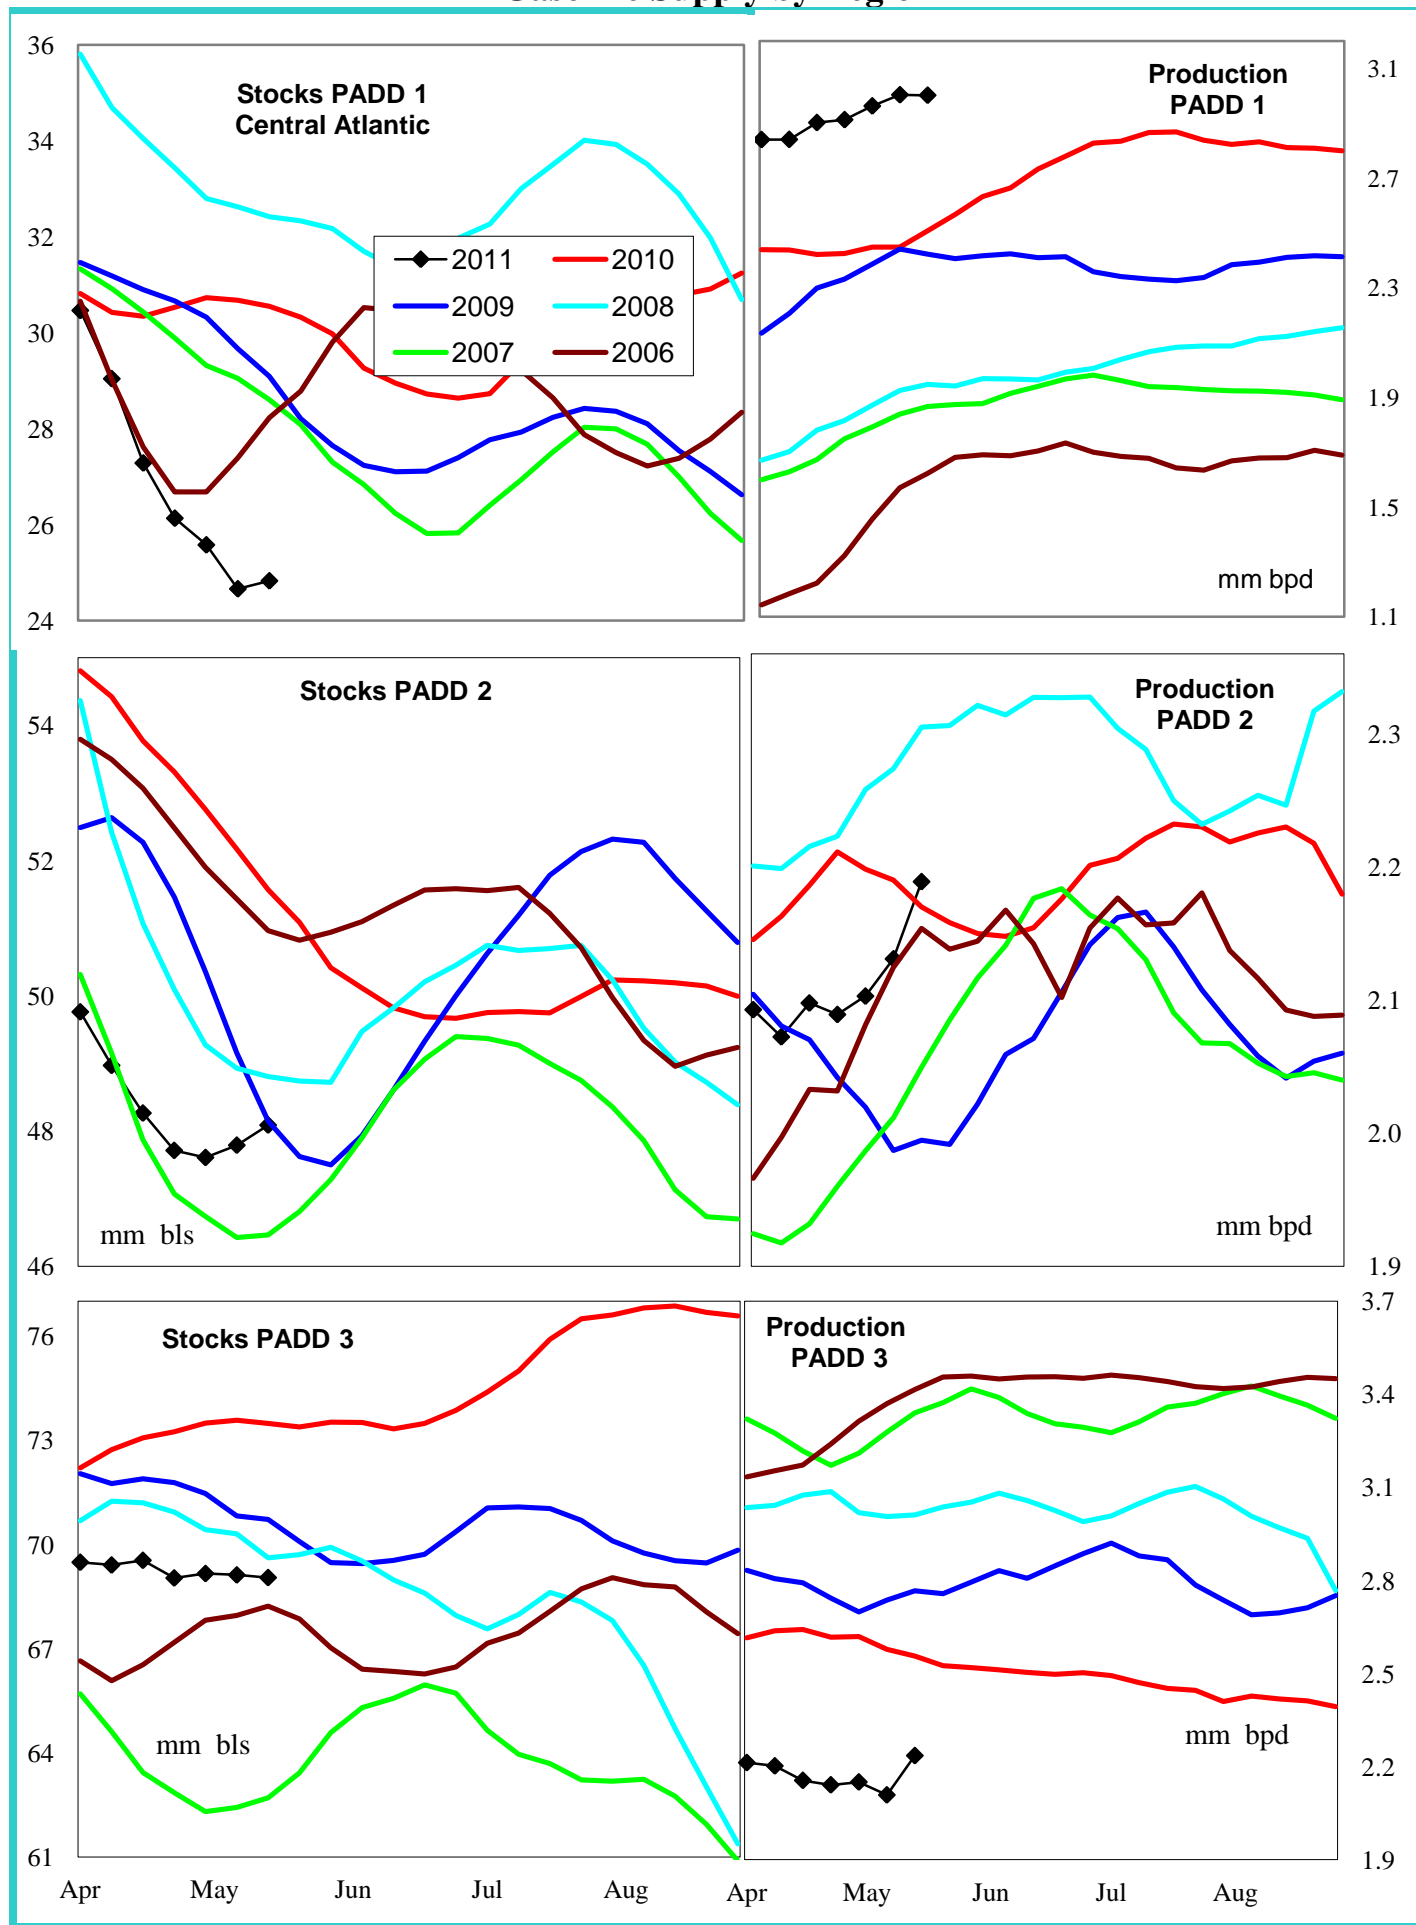 Stocks PADD 1
Central Atlantic
36
34
32
30
28
26
24
2011
2010
2009
2008
2007
2006
Production
PADD 1
3.1
2.7
2.3
1.9
1.5
1.1
mm bpd
Stocks PADD 2
54
52
50
48
46
mm bls
Production
PADD 2
2.3
2.2
2.1
2.0
1.9
mm bpd
Stocks PADD 3
76
73
70
67
64
61
mm bls
Apr May Jun Jul Aug
Production
PADD 3
3.7
3.4
3.1
2.8
2.5
2.2
1.9
mm bpd
Apr May Jun Jul Aug